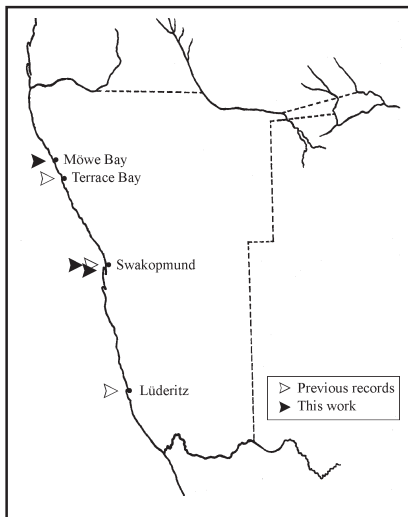 Möwe Bay
Terrace Bay
Swakopmund
Lüderitz
Previous records
This work